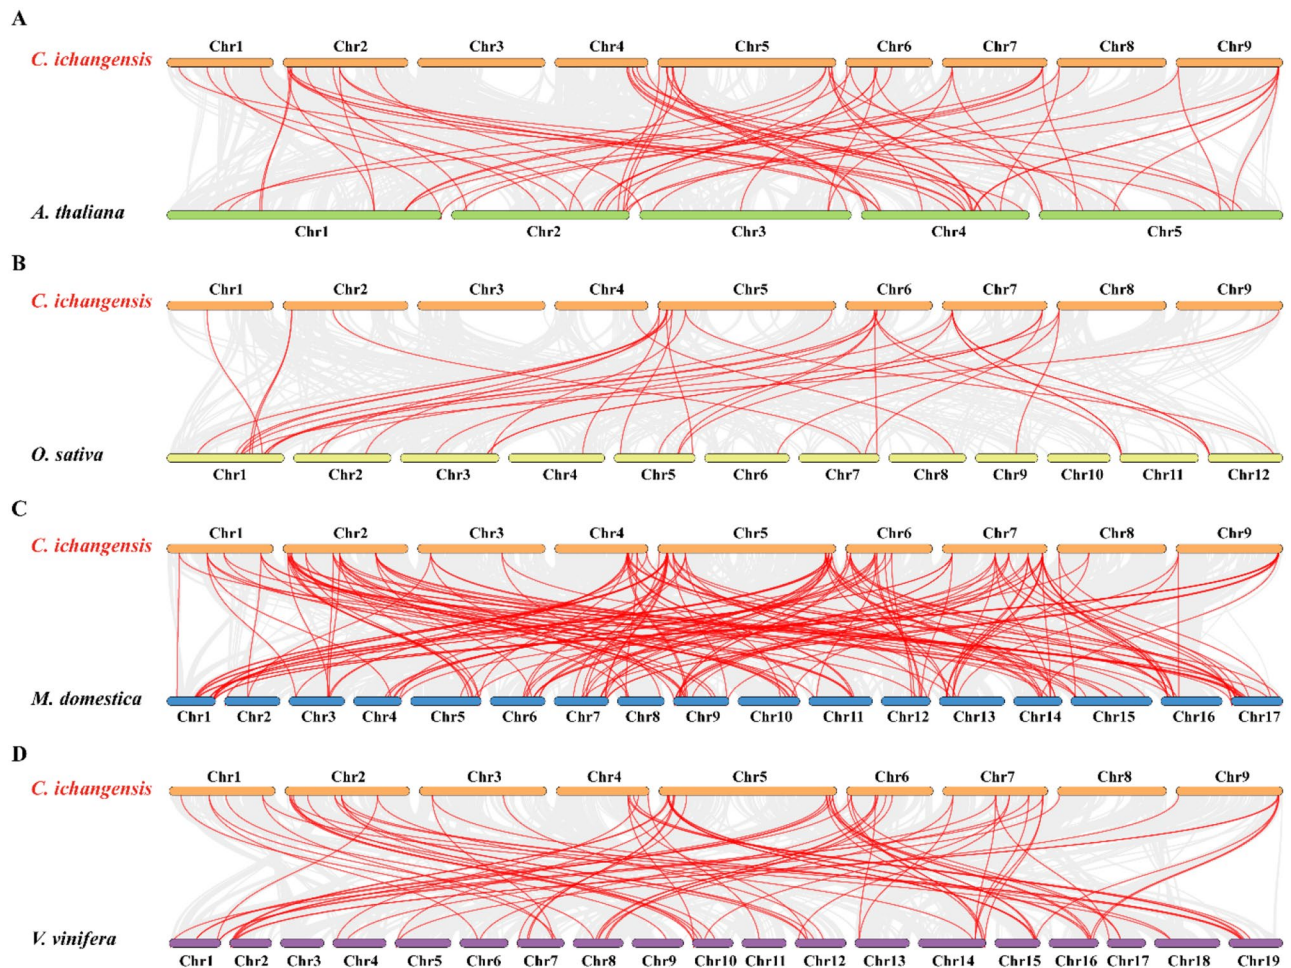 A
Chr1 Chr2 Chr3 Chr4 Chr5 Chr6 Chr7 Chr8 Chr9
C. ichangensis
A. thaliana
Chr1 Chr2 Chr3 Chr4 Chr5
B
Chr1 Chr2 Chr3 Chr4 Chr5 Chr6 Chr7 Chr8 Chr9
C. ichangensis
O. sativa
Chr1 Chr2 Chr3 Chr4 Chr5 Chr6 Chr7 Chr8 Chr9 Chr10 Chr11 Chr12
C
Chr1 Chr2 Chr3 Chr4 Chr5 Chr6 Chr7 Chr8 Chr9
C. ichangensis
M. domestica
Chr1 Chr2 Chr3 Chr4 Chr5 Chr6 Chr7 Chr8 Chr9 Chr10 Chr11 Chr12 Chr13 Chr14 Chr15 Chr16 Chr17
D
Chr1 Chr2 Chr3 Chr4 Chr5 Chr6 Chr7 Chr8 Chr9
C. ichangensis
V. vinifera
Chr1 Chr2 Chr3 Chr4 Chr5 Chr6 Chr7 Chr8 Chr9 Chr10 Chr11 Chr12 Chr13 Chr14 Chr15 Chr16 Chr17 Chr18 Chr19